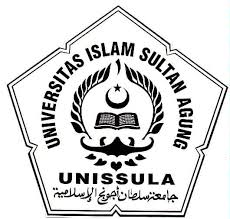 UNIVERSITAS ISLAM SULTAN AGUNG
UNISSULA
جامعة سلطان أجونج الإسلامية